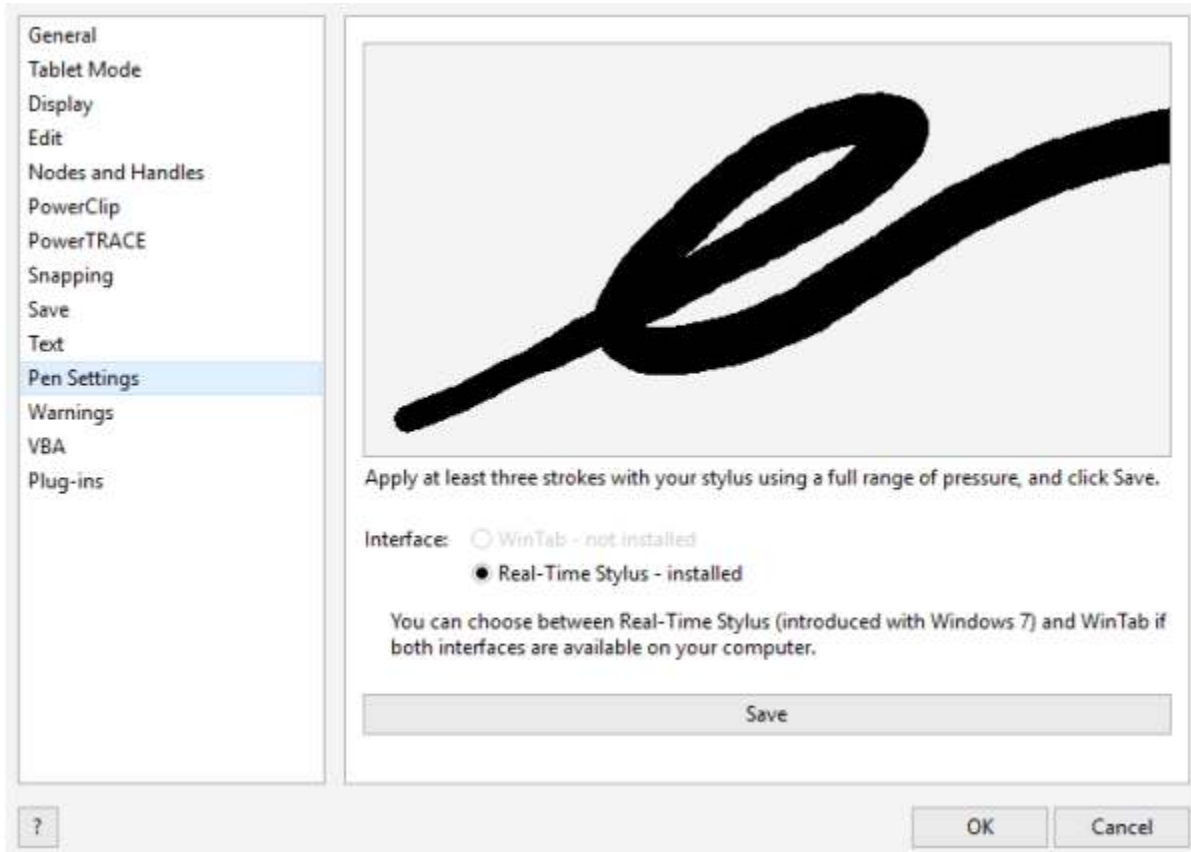 General
Tablet Mode
Display
Edit
Nodes and Handles
PowerClip
PowerTRACE
Snapping
Save
Text
Pen Settings
Warnings
VBA
Plug-ins
Apply at least three strokes with your stylus using a full range of pressure, and click Save.
Interface: WinTab - not installed
Real-Time Stylus - installed
You can choose between Real-Time Stylus (introduced with Windows 7) and WinTab if
both interfaces are available on your computer.
Save
? OK Cancel